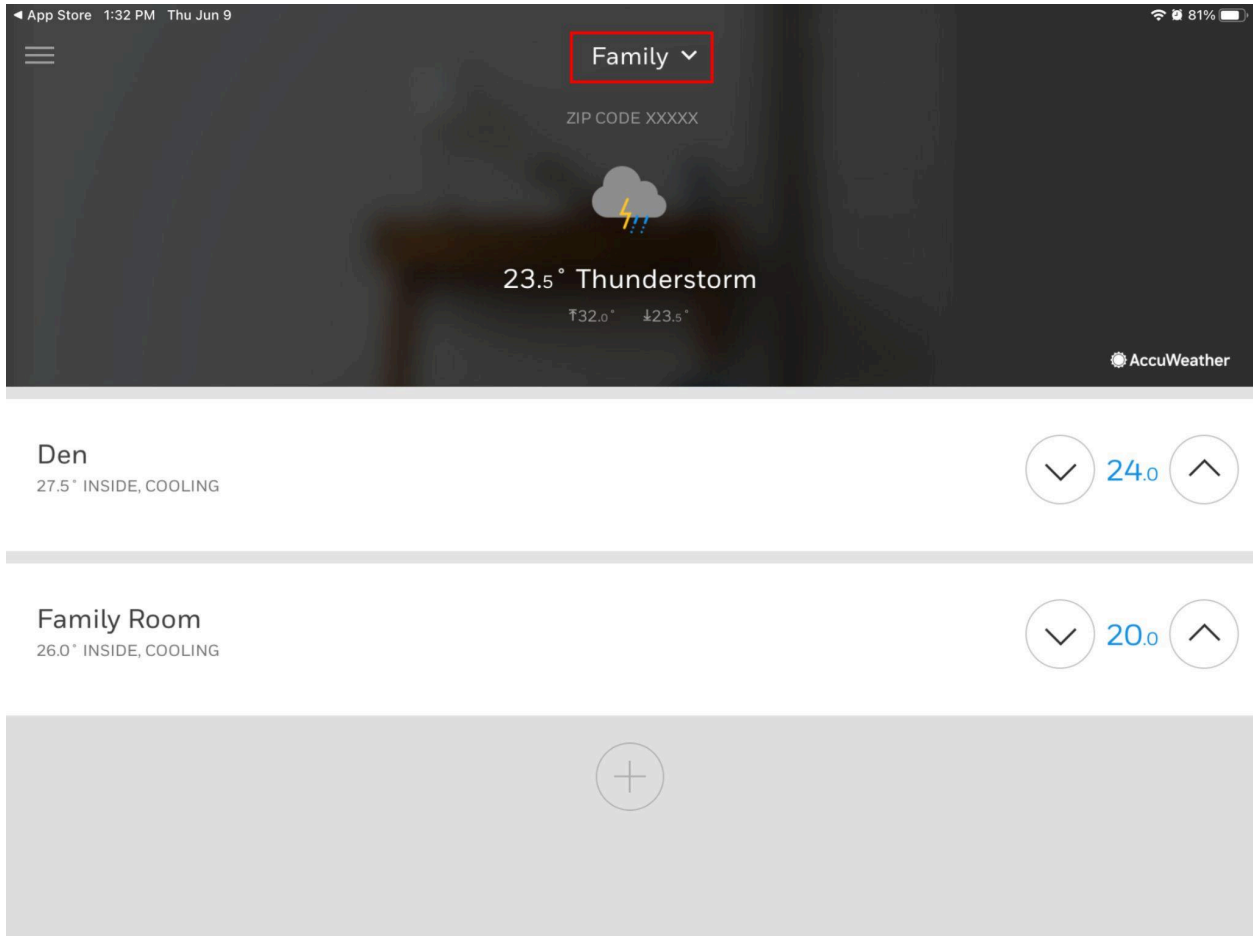 App Store 1:32 PM Thu Jun 9 81%
Family
ZIP CODE XXXXX
23.5° Thunderstorm
32.0° 23.5°
AccuWeather
Den
27.5° INSIDE, COOLING
24.0
Family Room
26.0° INSIDE, COOLING
20.0